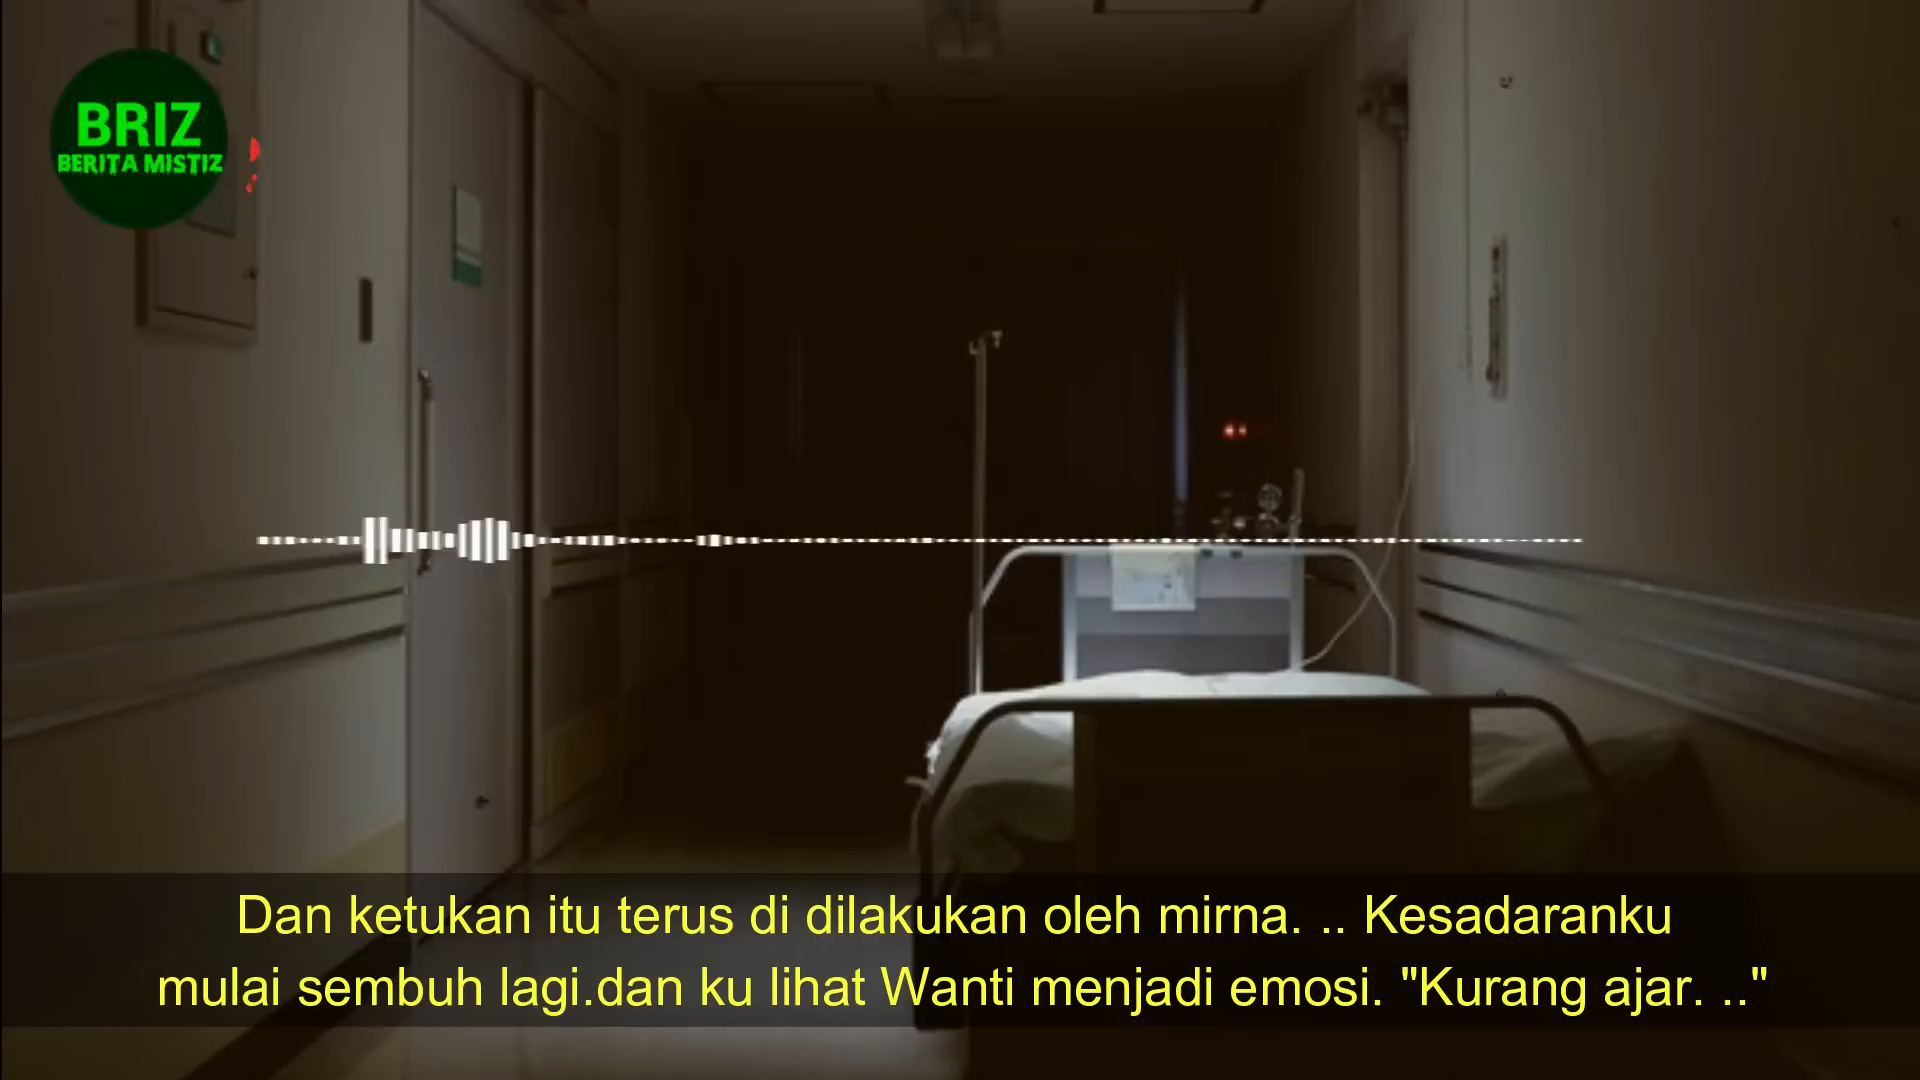 BRIZ
BERITA MISTIZ
Dan ketukan itu terus di dilakukan oleh mirna. .. Kesadaranku
mulai sembuh lagi.dan ku lihat Wanti menjadi emosi. "Kurang ajar. .."